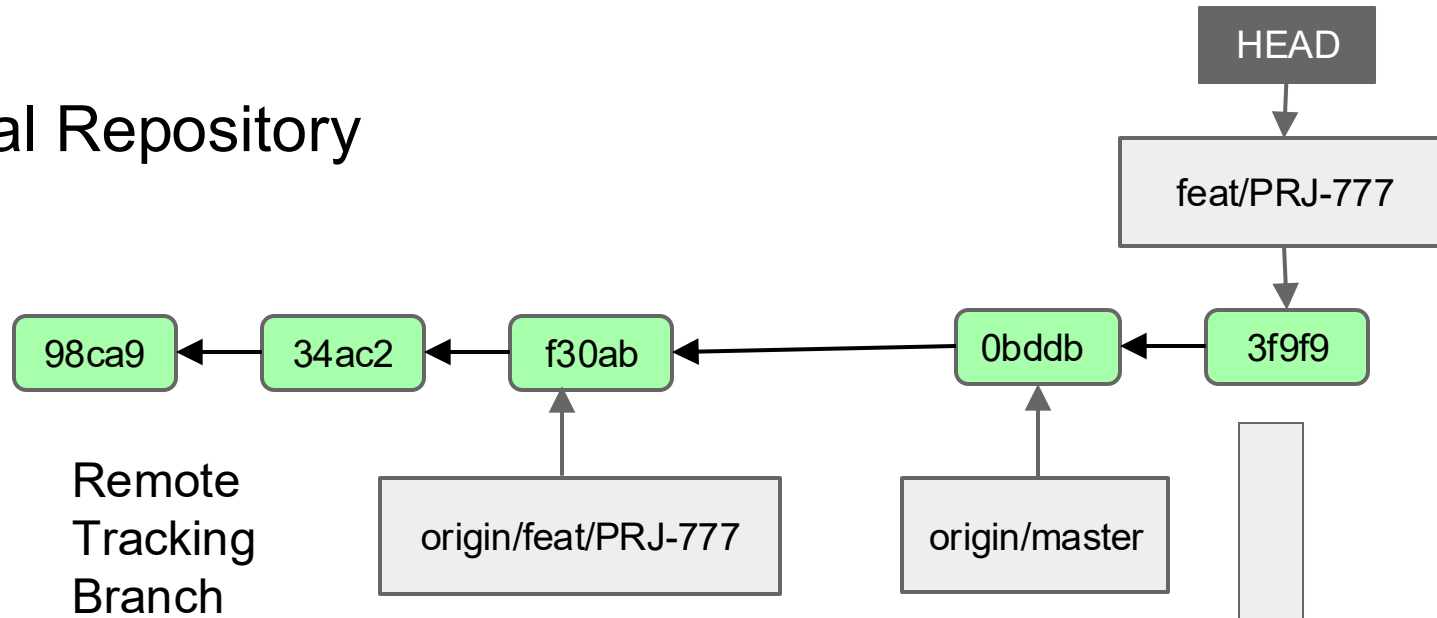 HEAD
al Repository
feat/PRJ-777
98ca9
34ac2
f30ab
0bddb
3f9f9
Remote
Tracking
Branch
origin/feat/PRJ-777
origin/master